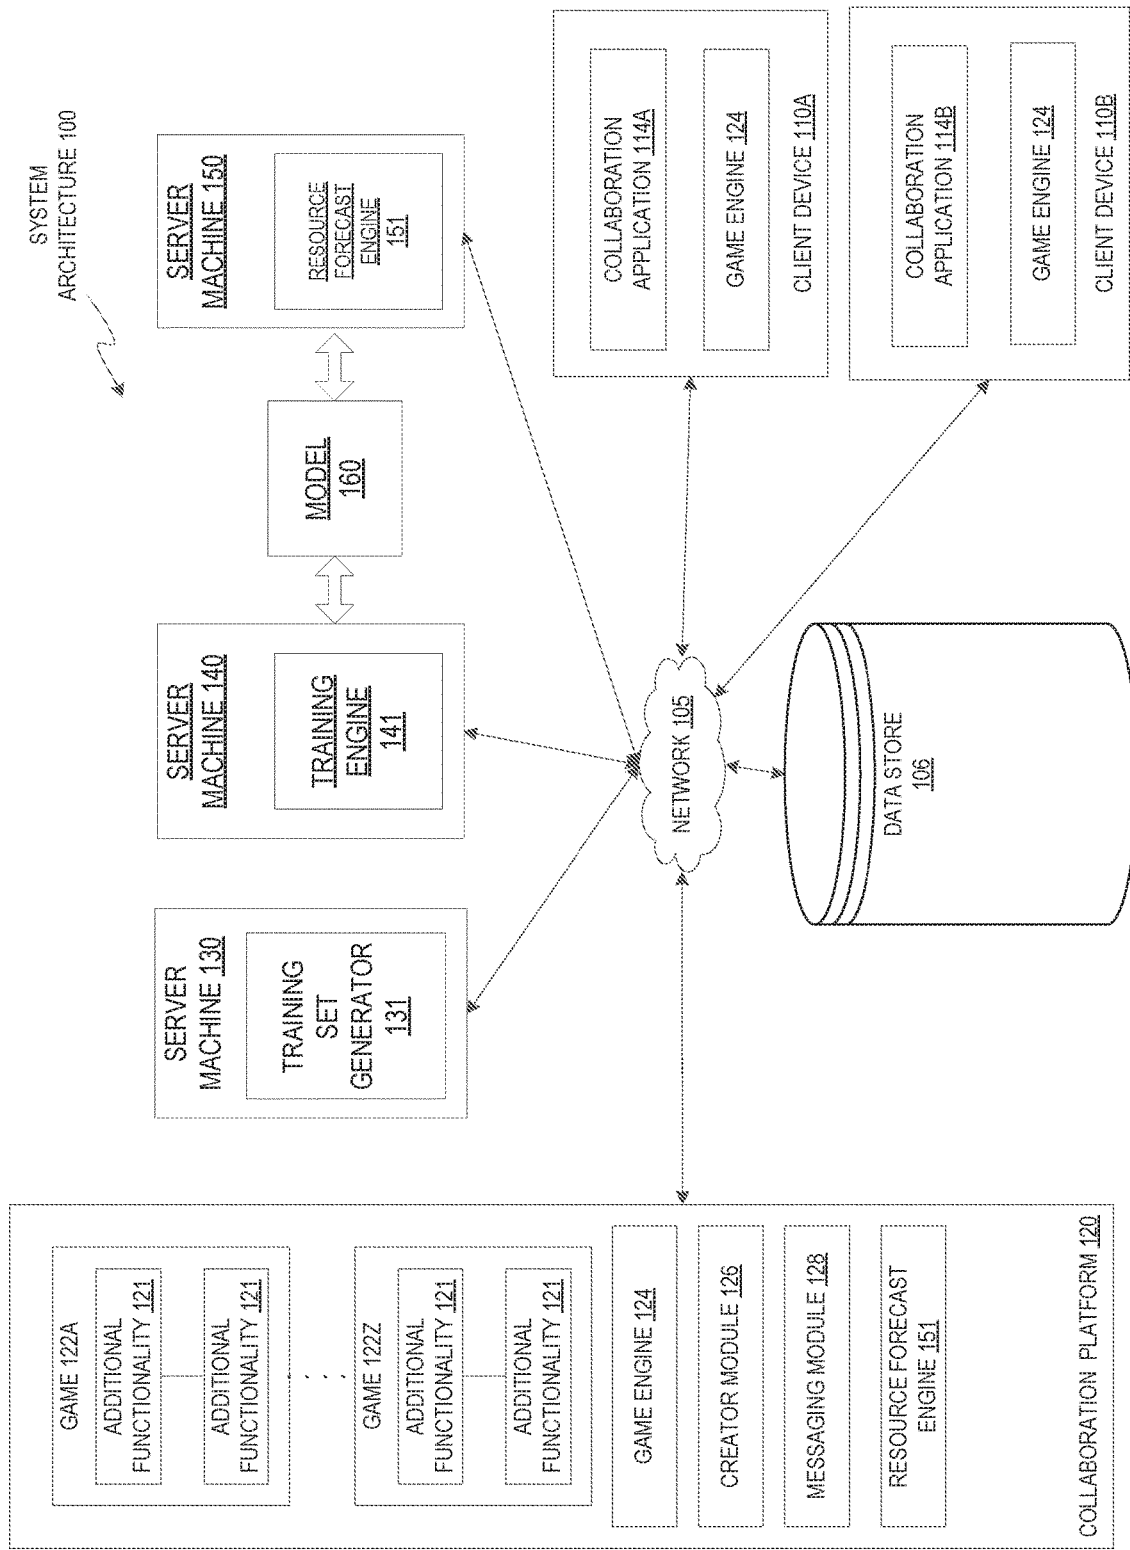 SYSTEM
ARCHITECTURE 100
GAME 122A
ADDITIONAL
FUNCTIONALITY 121
ADDITIONAL
FUNCTIONALITY 121
. . . .
GAME 122Z
ADDITIONAL
FUNCTIONALITY 121
ADDITIONAL
FUNCTIONALITY 121
GAME ENGINE 124
CREATOR MODULE 126
MESSAGING MODULE 128
RESOURCE FORECAST
ENGINE 151
COLLABORATION PLATFORM 120
SERVER
MACHINE 130
TRAINING
SET
GENERATOR
131
SERVER
MACHINE 140
TRAINING
ENGINE
141
MODEL
160
SERVER
MACHINE 150
RESOURCE
FORECAST
ENGINE
151
NETWORK 105
DATA STORE
106
COLLABORATION
APPLICATION 114A
GAME ENGINE 124
CLIENT DEVICE 110A
COLLABORATION
APPLICATION 114B
GAME ENGINE 124
CLIENT DEVICE 110B